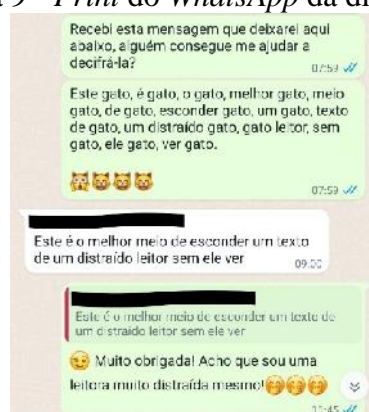 9 - Print do WhatsApp da di
Recebi esta mensagem que deixarei aqui
abaixo, alguém consegue me ajudar a
decifrá-la?
07:59
Este gato, é gato, o gato, melhor gato, meio
gato, de gato, esconder gato, um gato, texto
de gato, um distraído gato, gato leitor, sem
gato, ele gato, ver gato.
07:59
Este é o melhor meio de esconder um texto
de um distraído leitor sem ele ver
09:00
Este é o melhor meio de esconder um texto de
um distraído leitor sem ele ver
Muito obrigada! Acho que sou uma
leitora muito distraída mesmo!